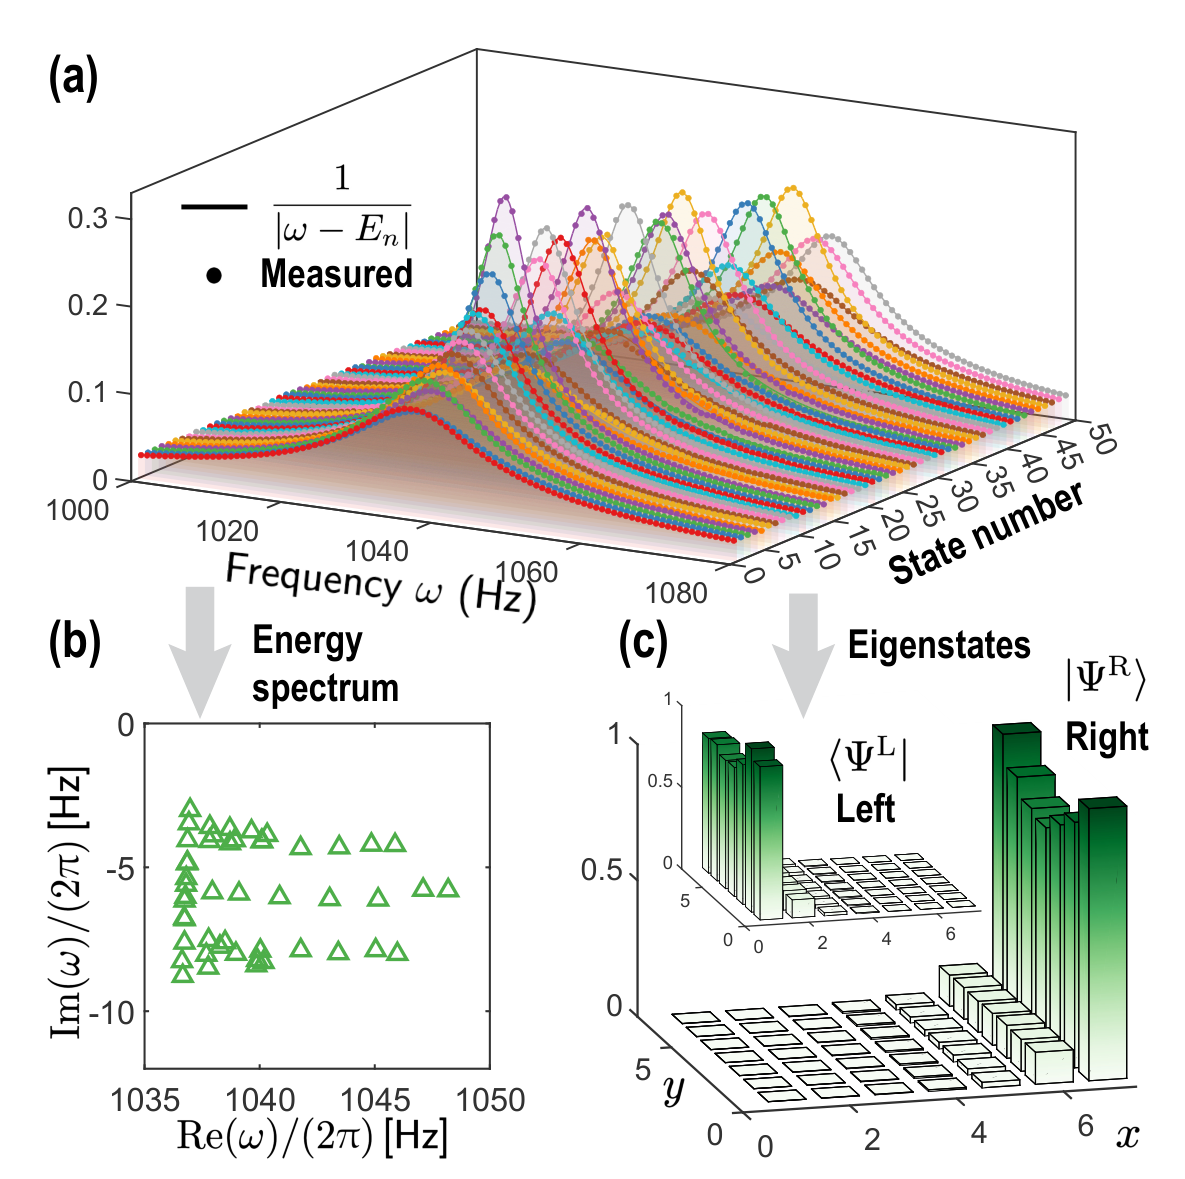 (a)
1
|ω − Eₙ|
Measured
0.3
0.2
0.1
0
1000
1020
1040
1060
1080
Frequency ω (Hz)
0
5
10
15
20
25
30
35
40
45
50
State number
(b)
Energy
spectrum
0
-5
-10
Im(ω)/(2π) [Hz]
1035
1040
1045
1050
Re(ω)/(2π) [Hz]
(c)
Eigenstates
|Ψᴿ⟩
Right
⟨Ψᴸ|
Left
1
0.5
0
5
0
0
2
4
6
1
0.5
0
5
y
0
0
2
4
6
x